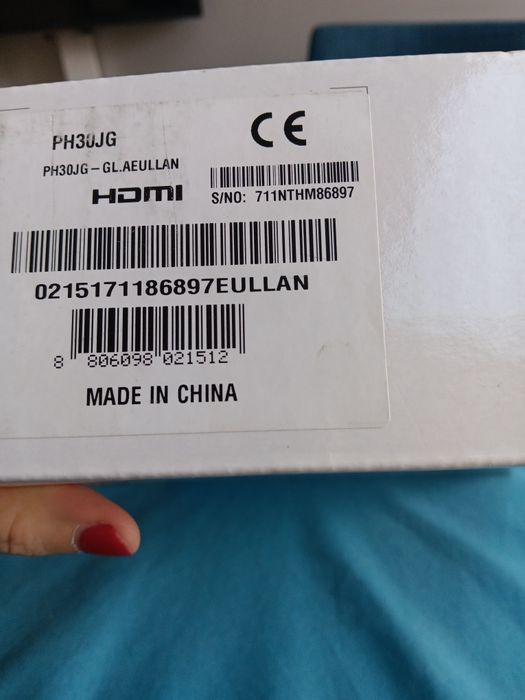 PH30JG
CE
PH30JG – GL.AEULLAN
HDMI
S/NO: 711NTHM86897
0215171186897EULLAN
8 806098 021512
MADE IN CHINA